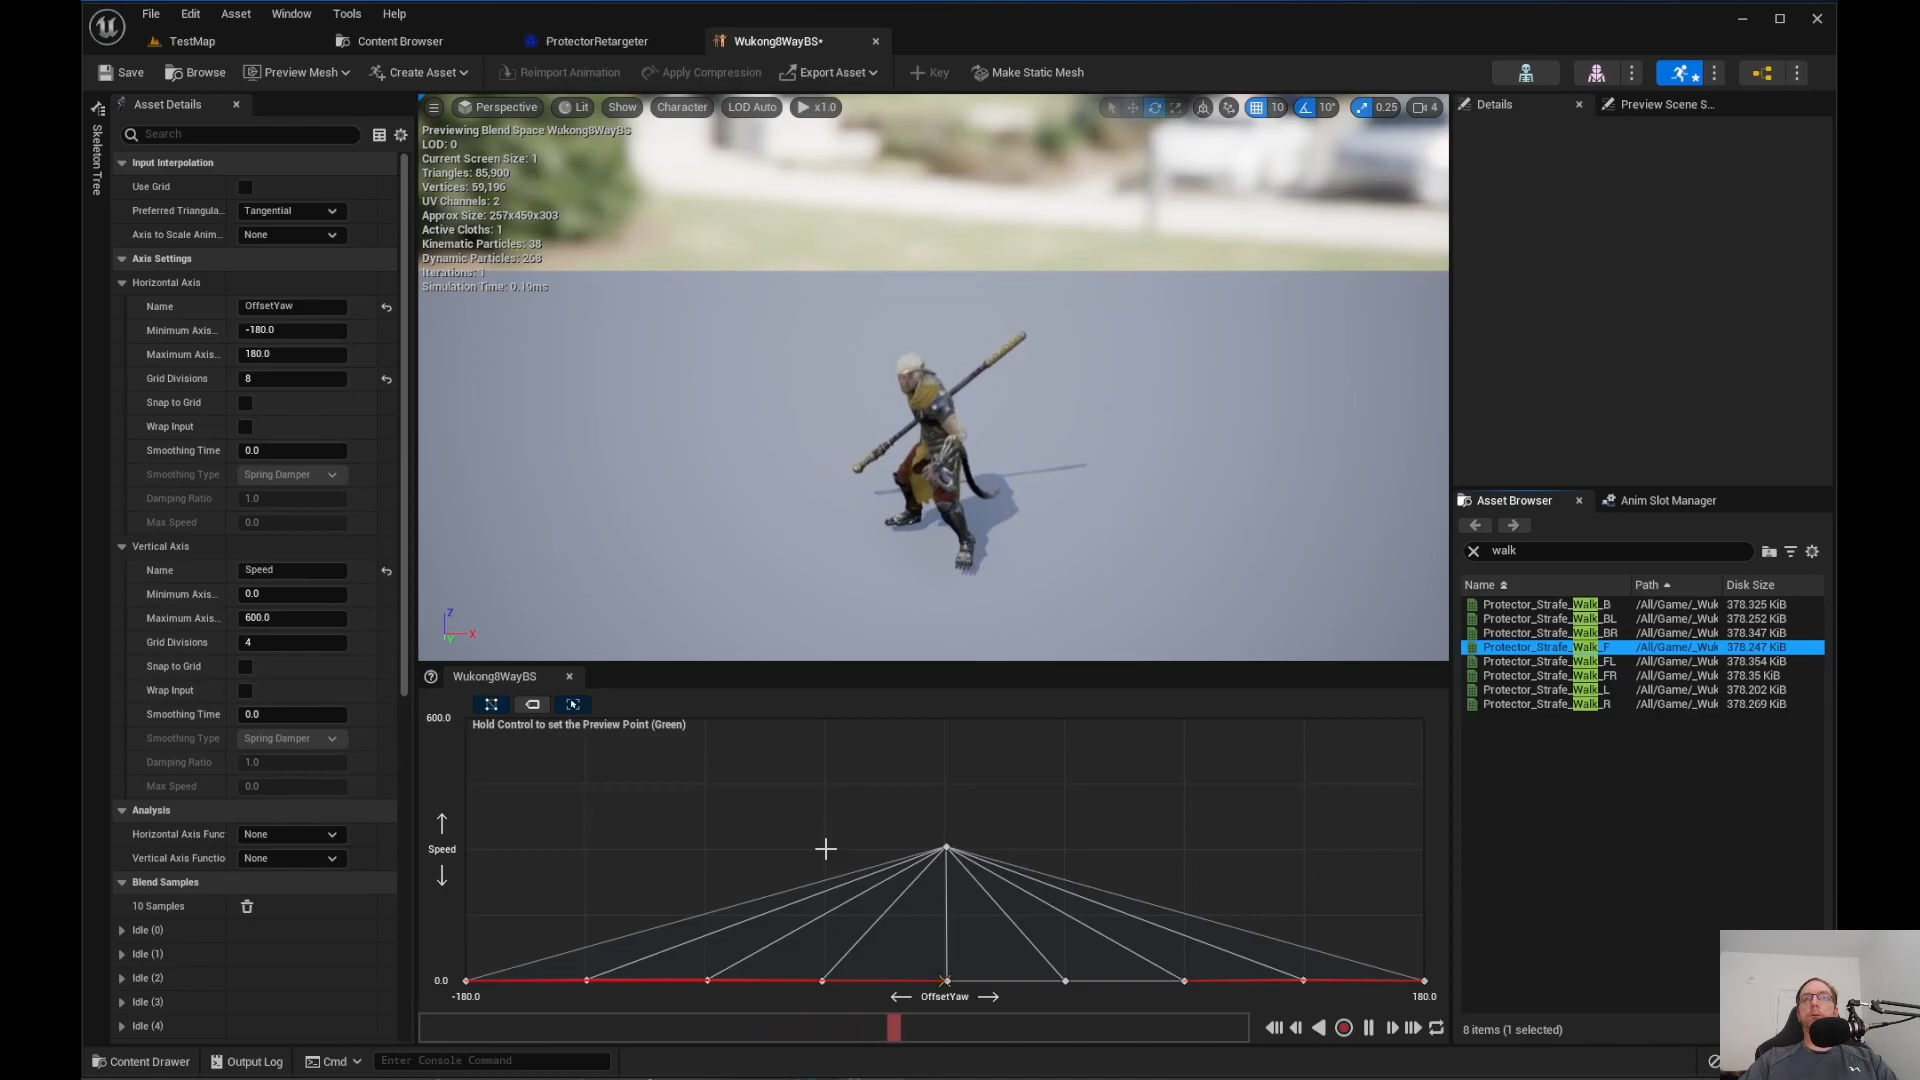 File Edit Asset Window Tools Help
TestMap Content Browser ProtectorRetargeter Wukong8WayBS*
Save Browse Preview Mesh Create Asset Reimport Animation Apply Compression Export Asset Key Make Static Mesh
Asset Details
Search
Skeleton Tree
Input Interpolation
Use Grid
Preferred Triangula... Tangential
Axis to Scale Anim... None
Axis Settings
Horizontal Axis
Name OffsetYaw
Minimum Axis... -180.0
Maximum Axis... 180.0
Grid Divisions 8
Snap to Grid
Wrap Input
Smoothing Time 0.0
Smoothing Type Spring Damper
Damping Ratio 1.0
Max Speed 0.0
Vertical Axis
Name Speed
Minimum Axis... 0.0
Maximum Axis... 600.0
Grid Divisions 4
Snap to Grid
Wrap Input
Smoothing Time 0.0
Smoothing Type Spring Damper
Damping Ratio 1.0
Max Speed 0.0
Analysis
Horizontal Axis Func None
Vertical Axis Functio None
Blend Samples
10 Samples
Idle (0)
Idle (1)
Idle (2)
Idle (3)
Idle (4)
Perspective Lit Show Character LOD Auto x1.0 10 10° 0.25 4
Previewing Blend Space Wukong8WayBS
LOD: 0
Current Screen Size: 1
Triangles: 85,900
Vertices: 59,196
UV Channels: 2
Approx Size: 257x459x303
Active Cloths: 1
Kinematic Particles: 38
Dynamic Particles: 263
Iterations: 1
Simulation Time: 0.19ms
Z
X
Y
Wukong8WayBS
600.0
Hold Control to set the Preview Point (Green)
Speed
0.0
-180.0 OffsetYaw 180.0
Details Preview Scene S...
Asset Browser Anim Slot Manager
walk
Name Path Disk Size
Protector_Strafe_Walk_B /All/Game/_Wuk 378.325 KiB
Protector_Strafe_Walk_BL /All/Game/_Wuk 378.252 KiB
Protector_Strafe_Walk_BR /All/Game/_Wuk 378.347 KiB
Protector_Strafe_Walk_F /All/Game/_Wuk 378.247 KiB
Protector_Strafe_Walk_FL /All/Game/_Wuk 378.354 KiB
Protector_Strafe_Walk_FR /All/Game/_Wuk 378.35 KiB
Protector_Strafe_Walk_L /All/Game/_Wuk 378.202 KiB
Protector_Strafe_Walk_R /All/Game/_Wuk 378.269 KiB
8 items (1 selected)
Content Drawer Output Log Cmd Enter Console Command